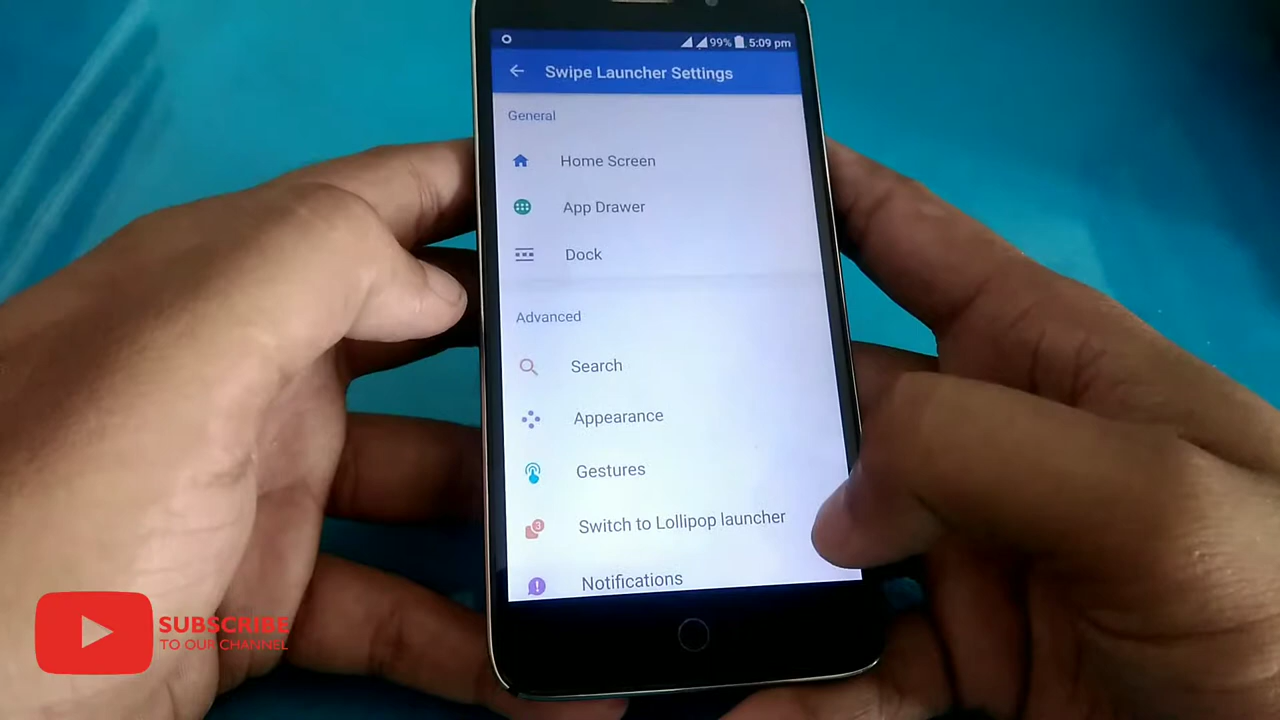 99% 5:09 pm
Swipe Launcher Settings
General
Home Screen
App Drawer
Dock
Advanced
Search
Appearance
Gestures
3
Switch to Lollipop launcher
Notifications
SUBSCRIBE
TO OUR CHANNEL